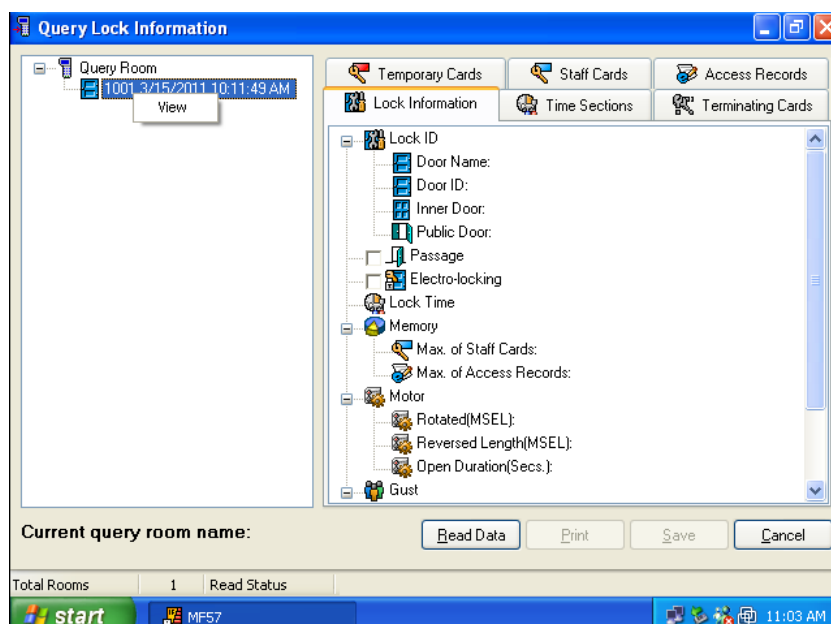 Query Lock Information
Query Room
1001 3/15/2011 10:11:49 AM
View
Temporary Cards
Staff Cards
Access Records
Lock Information
Time Sections
Terminating Cards
Lock ID
Door Name:
Door ID:
Inner Door:
Public Door:
Passage
Electro-locking
Lock Time
Memory
Max. of Staff Cards:
Max. of Access Records:
Motor
Rotated(MSEL):
Reversed Length(MSEL):
Open Duration(Secs.):
Gust
Current query room name:
Read Data
Print
Save
Cancel
Total Rooms 1 Read Status
start MF57 11:03 AM